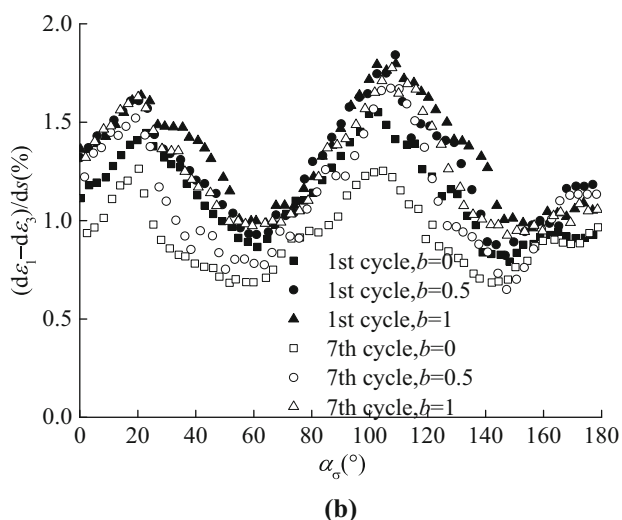 2.0
1.5
1.0
0.5
0.0
(dε₁−dε₃)/ds(%)
1st cycle,b=0
1st cycle,b=0.5
1st cycle,b=1
7th cycle,b=0
7th cycle,b=0.5
7th cycle,b=1
0 20 40 60 80 100 120 140 160 180
α_σ(°)
(b)